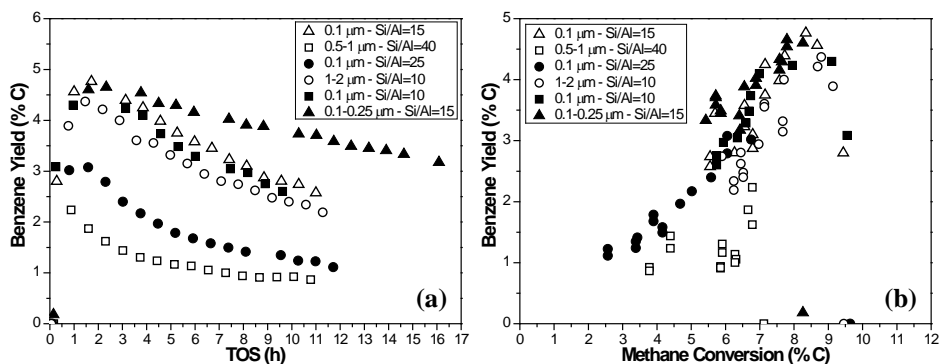 6
5
4
3
2
1
0
Benzene Yield (% C)
0.1 μm - Si/Al=15
0.5-1 μm - Si/Al=40
0.1 μm - Si/Al=25
1-2 μm - Si/Al=10
0.1 μm - Si/Al=10
0.1-0.25 μm - Si/Al=15
(a)
0 1 2 3 4 5 6 7 8 9 10 11 12 13 14 15 16 17
TOS (h)
5
4
3
2
1
0
Benzene Yield (% C)
0.1 μm - Si/Al=15
0.5-1 μm - Si/Al=40
0.1 μm - Si/Al=25
1-2 μm - Si/Al=10
0.1 μm - Si/Al=10
0.1-0.25 μm - Si/Al=15
(b)
0 1 2 3 4 5 6 7 8 9 10 11 12
Methane Conversion (% C)